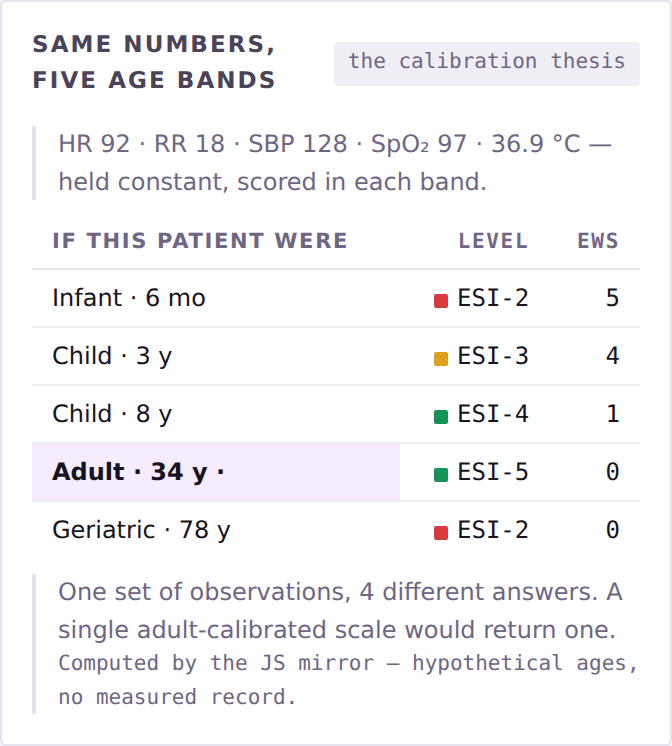 SAME NUMBERS,
FIVE AGE BANDS
the calibration thesis
HR 92 · RR 18 · SBP 128 · SpO₂ 97 · 36.9 °C —
held constant, scored in each band.
IF THIS PATIENT WERE LEVEL EWS
Infant · 6 mo ESI-2 5
Child · 3 y ESI-3 4
Child · 8 y ESI-4 1
Adult · 34 y · ESI-5 0
Geriatric · 78 y ESI-2 0
One set of observations, 4 different answers. A
single adult-calibrated scale would return one.
Computed by the JS mirror — hypothetical ages,
no measured record.